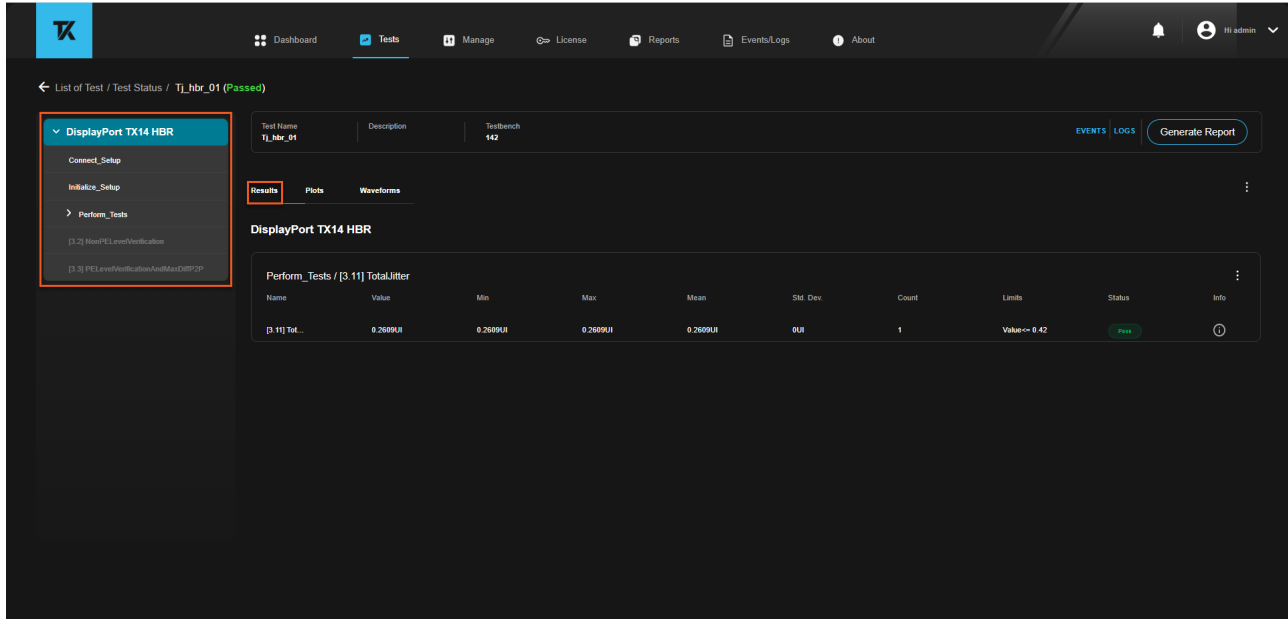 TK
Dashboard Tests Manage License Reports Events/Logs About Hi admin
List of Test / Test Status / Tj_hbr_01 (Passed)
DisplayPort TX14 HBR
Connect_Setup
Initialize_Setup
Perform_Tests
[3.2] NonPELevelVerification
[3.3] PELevelVerificationAndMaxDiffP2P
Test Name Description Testbench
Tj_hbr_01 142
EVENTS LOGS Generate Report
Results Plots Waveforms
DisplayPort TX14 HBR
Perform_Tests / [3.11] TotalJitter
Name Value Min Max Mean Std. Dev. Count Limits Status Info
[3.11] Tot... 0.2609UI 0.2609UI 0.2609UI 0.2609UI 0UI 1 Value<= 0.42 Pass